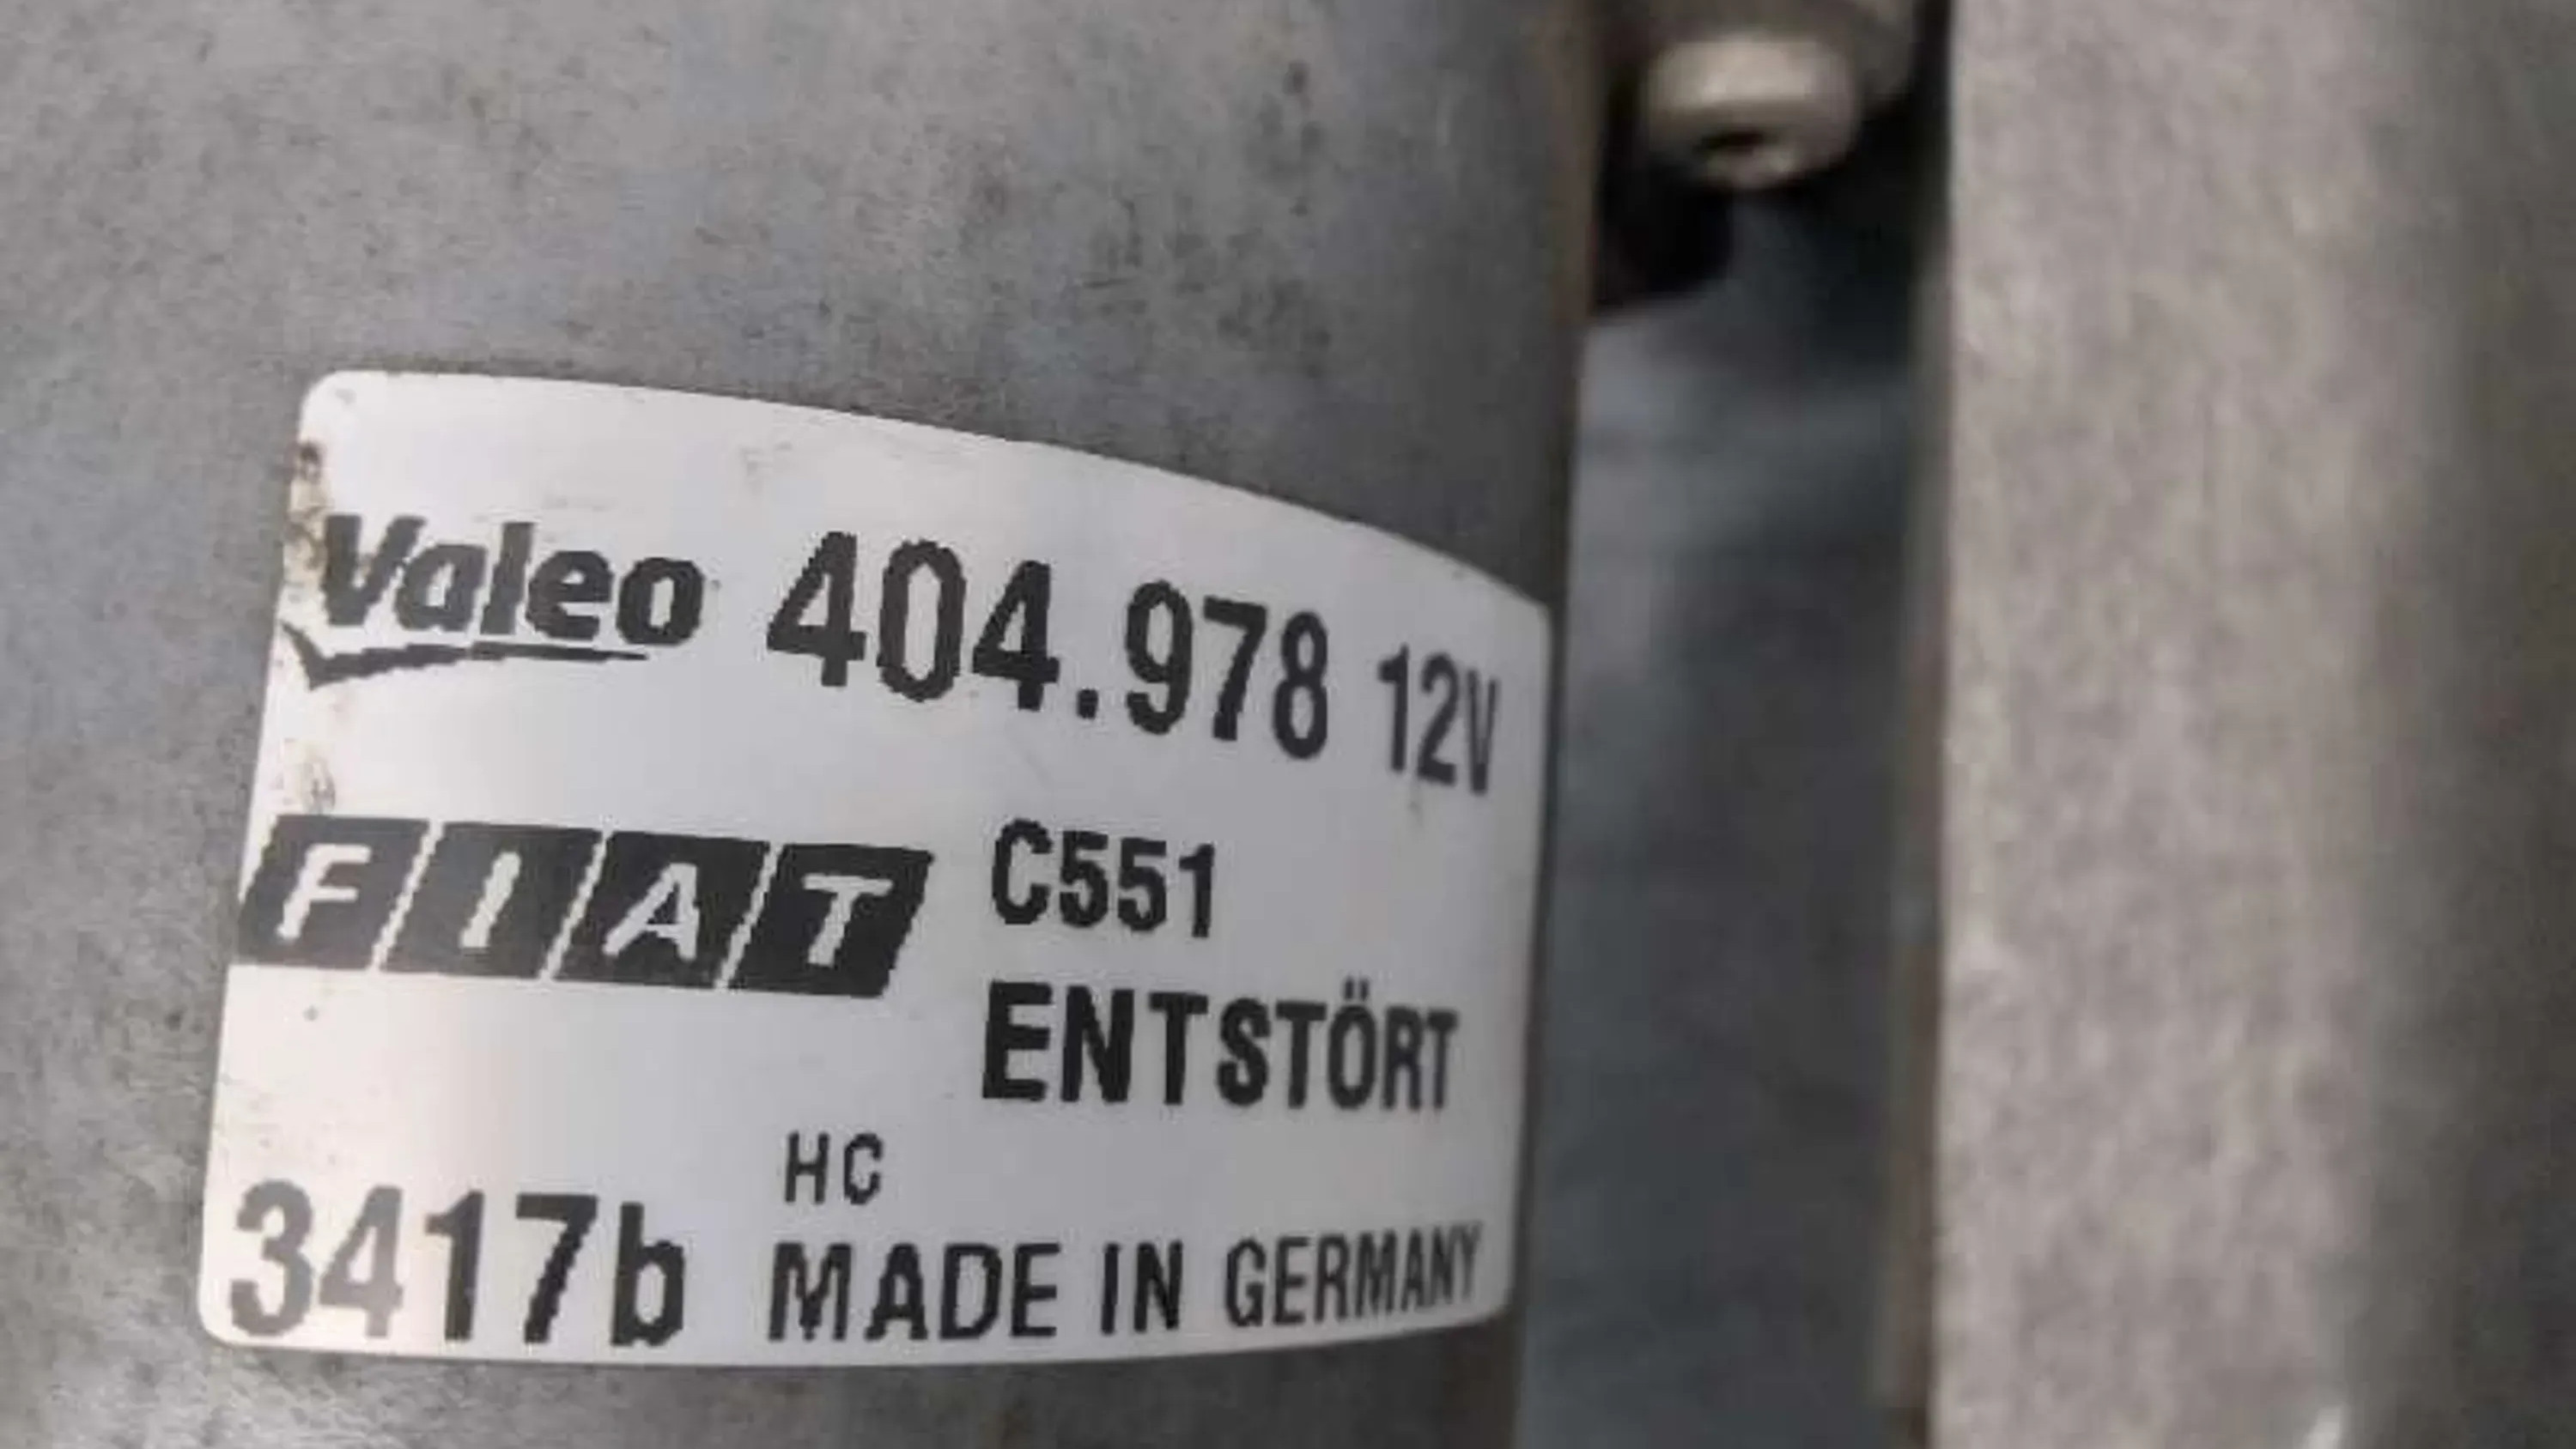 Valeo 404.978 12V
FIAT C551
ENTSTÖRT
HC
3417b MADE IN GERMANY